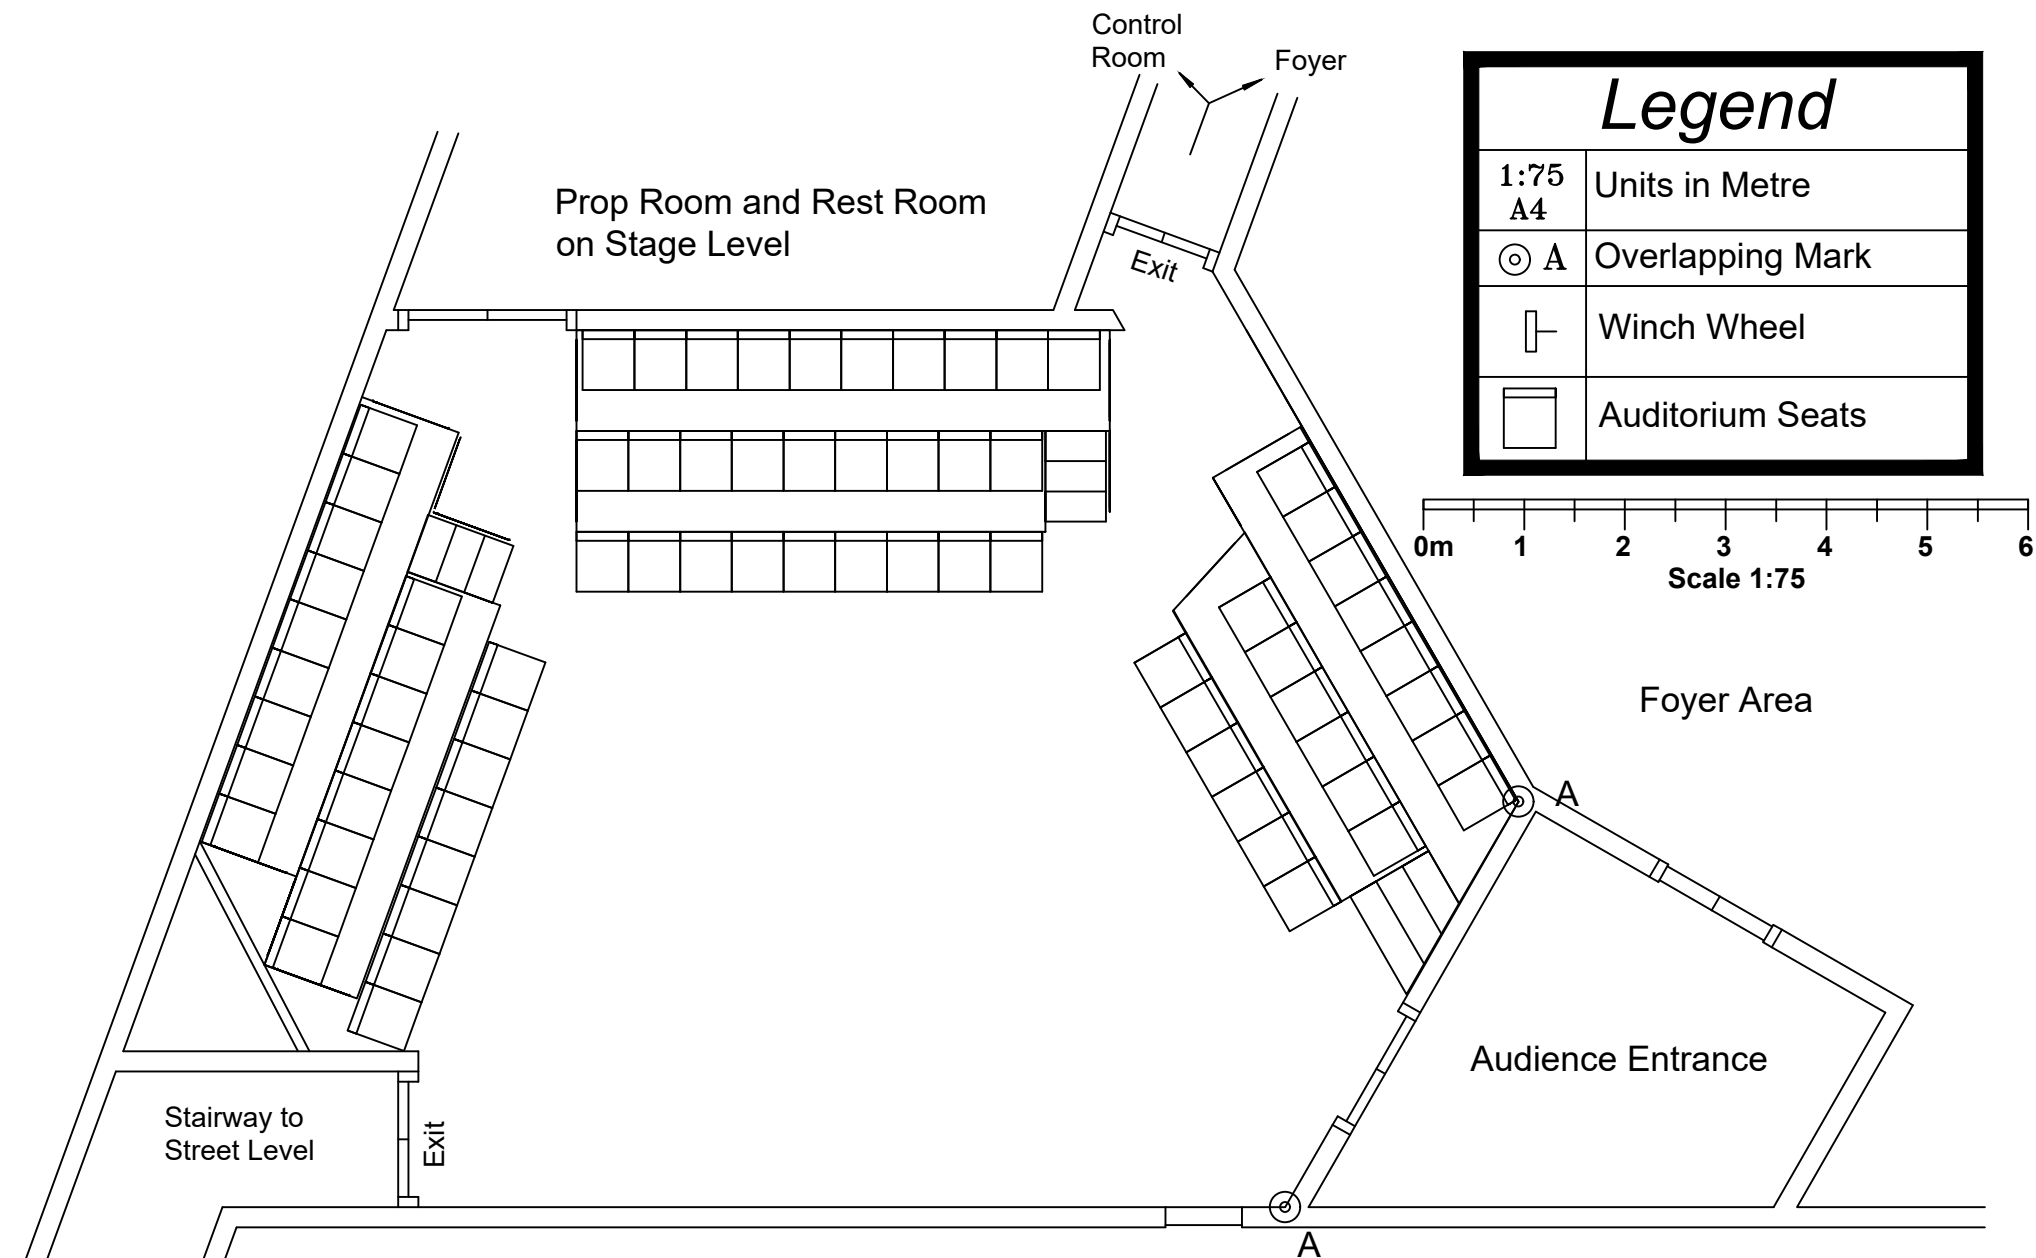 Control
Room
Foyer
Legend
1:75
A4
Units in Metre
A
Overlapping Mark
Winch Wheel
Auditorium Seats
Prop Room and Rest Room
on Stage Level
Exit
0m 1 2 3 4 5 6
Scale 1:75
Foyer Area
A
Audience Entrance
Stairway to
Street Level
Exit
A